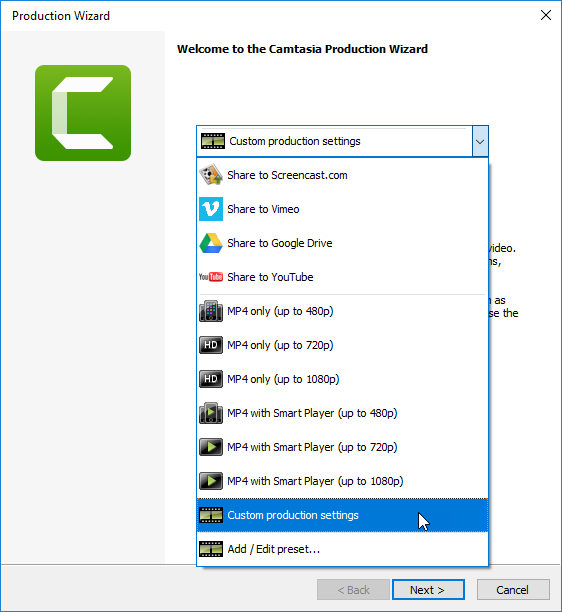 Production Wizard
Welcome to the Camtasia Production Wizard
Custom production settings
Share to Screencast.com
Share to Vimeo
Share to Google Drive
video.
Share to YouTube
MP4 only (up to 480p)
as
se the
MP4 only (up to 720p)
HD
MP4 only (up to 1080p)
HD
MP4 with Smart Player (up to 480p)
MP4 with Smart Player (up to 720p)
MP4 with Smart Player (up to 1080p)
Custom production settings
Add / Edit preset...
< Back
Next >
Cancel